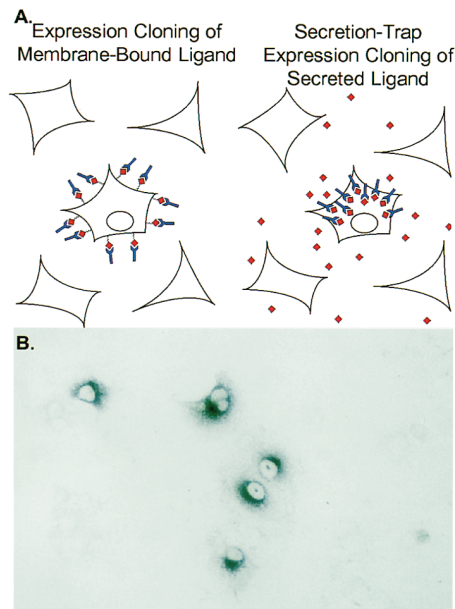 A.
Expression Cloning of
Membrane-Bound Ligand
Secretion-Trap
Expression Cloning of
Secreted Ligand
B.